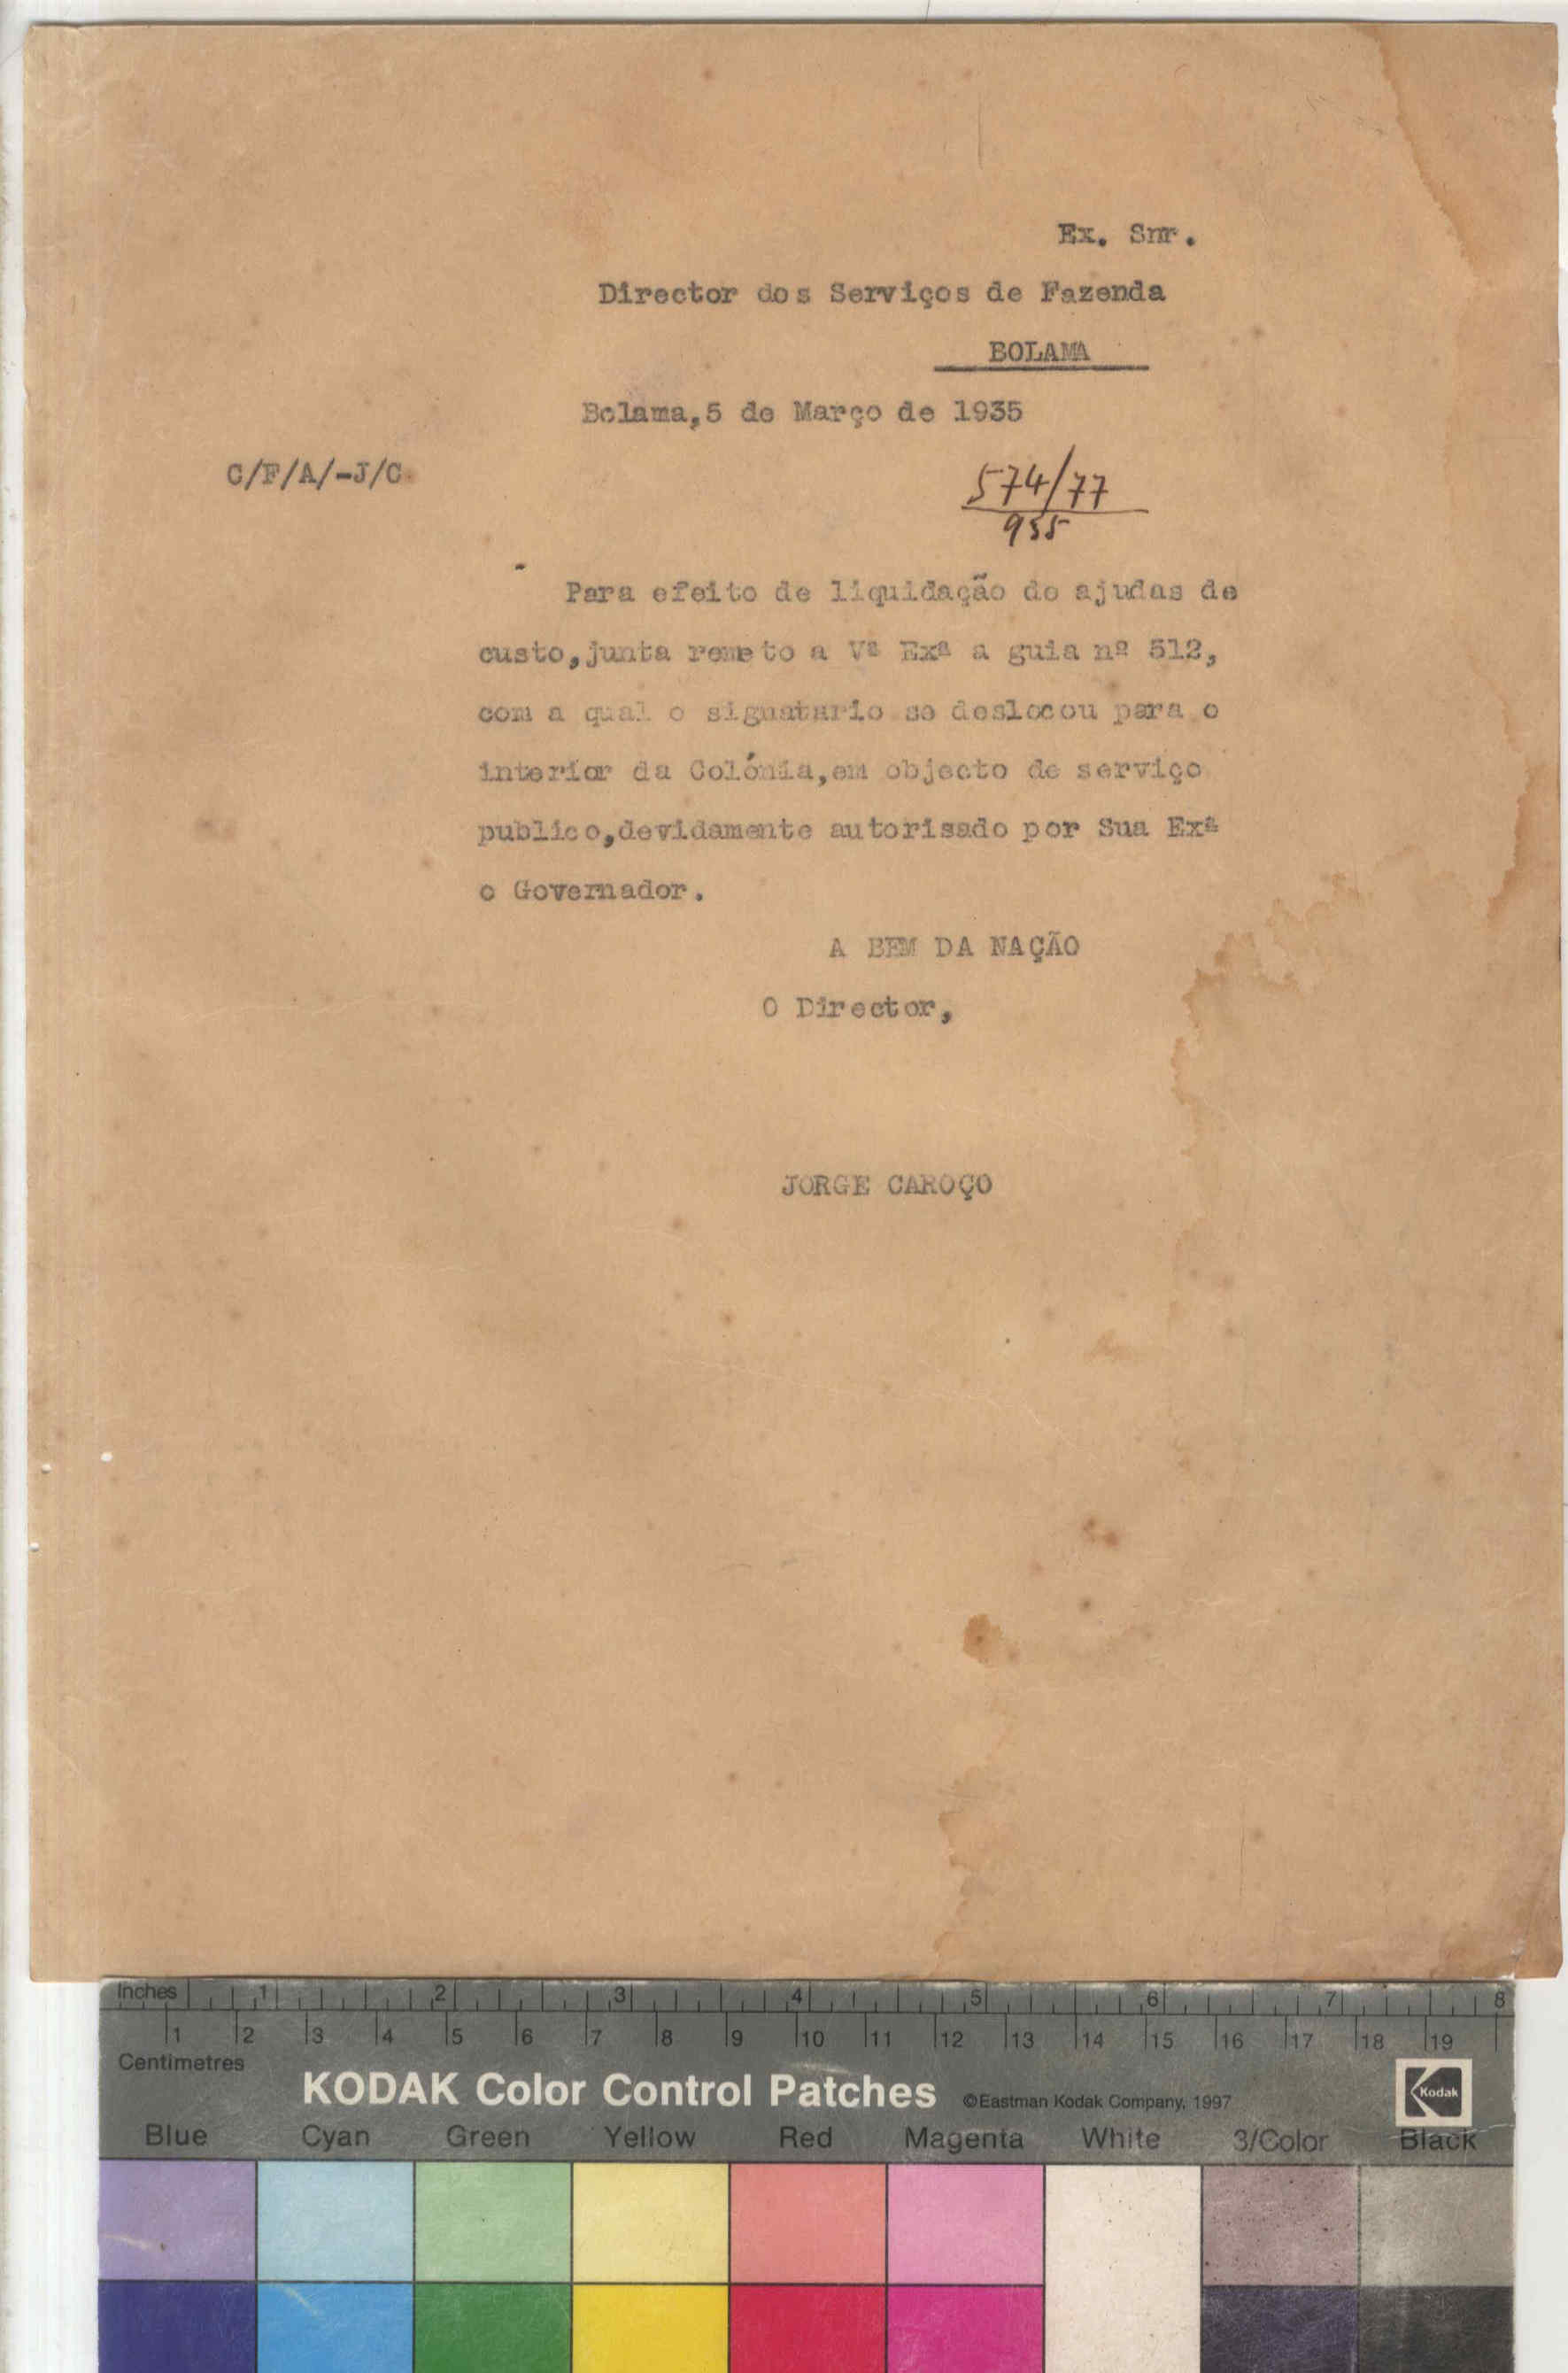 Ex. Snr.
Director dos Serviços de Fazenda
BOLAMA
Bolama,5 de Março de 1935
C/F/A/-J/C.
574/77
955
Para efeito de liquidação de ajudas de
custo,junta remeto a Vª Exª a guia nº 512,
com a qual o signatario se deslocou para o
interior da Colónia,em objecto de serviço
publico,devidamente autorisado por Sua Exª
o Governador.
A BEM DA NAÇÃO
O Director,
JORGE CAROÇO
Inches 1 2 3 4 5 6 7 8
1 2 3 4 5 6 7 8 9 10 11 12 13 14 15 16 17 18 19
Centimetres
KODAK Color Control Patches ©Eastman Kodak Company, 1997 Kodak
Blue Cyan Green Yellow Red Magenta White 3/Color Black